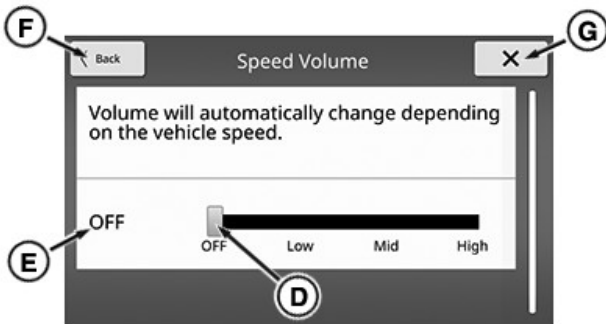 F
G
Back
Speed Volume
Volume will automatically change depending
on the vehicle speed.
OFF
OFF Low Mid High
E
D